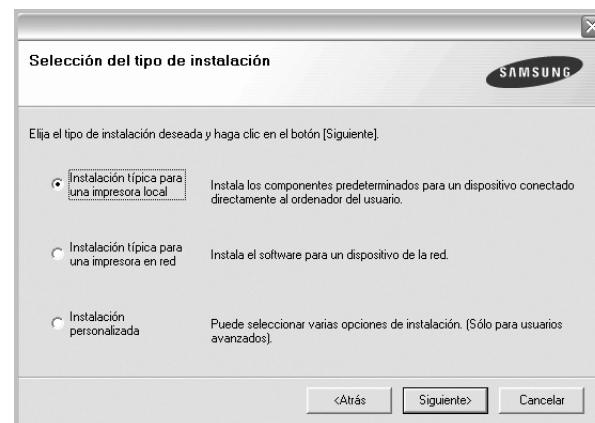 Selección del tipo de instalación
SAMSUNG
Elija el tipo de instalación deseada y haga clic en el botón [Siguiente].
Instalación típica para
una impresora local
Instala los componentes predeterminados para un dispositivo conectado
directamente al ordenador del usuario.
Instalación típica para
una impresora en red
Instala el software para un dispositivo de la red.
Instalación
personalizada
Puede seleccionar varias opciones de instalación. (Sólo para usuarios
avanzados).
<Atrás
Siguiente>
Cancelar